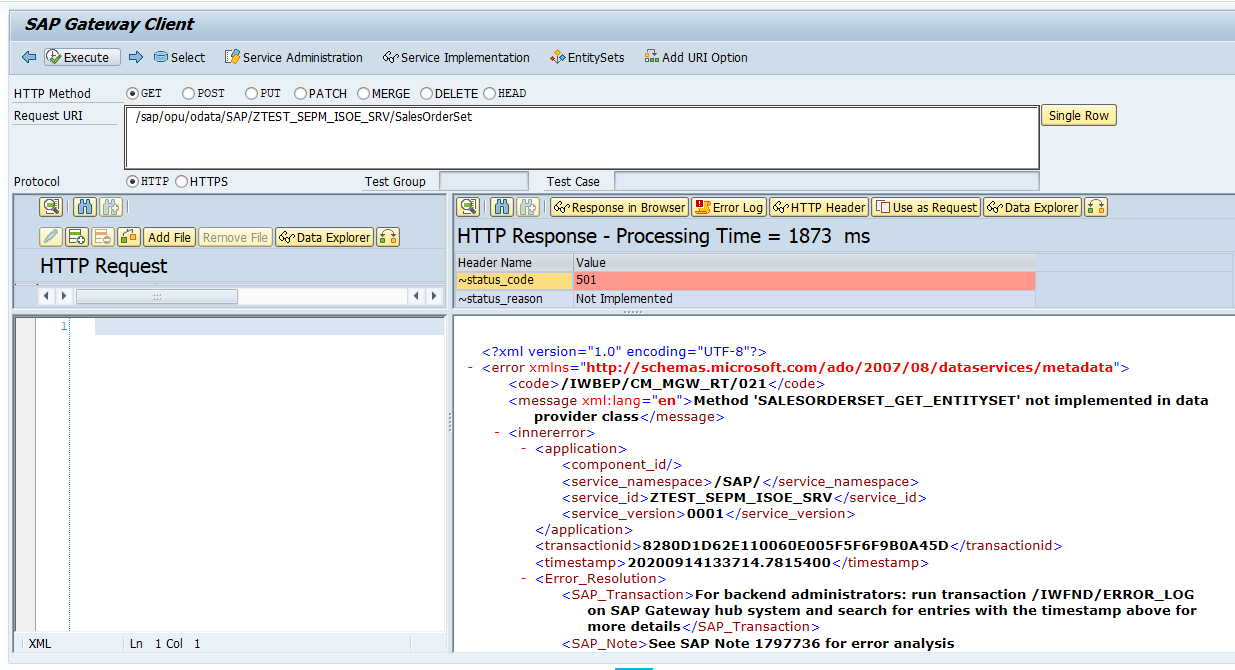 SAP Gateway Client
Execute Select Service Administration Service Implementation EntitySets Add URI Option
HTTP Method GET POST PUT PATCH MERGE DELETE HEAD
Request URI /sap/opu/odata/SAP/ZTEST_SEPM_ISOE_SRV/SalesOrderSet Single Row
Protocol HTTP HTTPS Test Group Test Case
Add File Remove File Data Explorer
HTTP Request
1
XML Ln 1 Col 1
Response in Browser Error Log HTTP Header Use as Request Data Explorer
HTTP Response - Processing Time = 1873 ms
Header Name Value
~status_code 501
~status_reason Not Implemented
<?xml version="1.0" encoding="UTF-8"?>
- <error xmlns="http://schemas.microsoft.com/ado/2007/08/dataservices/metadata">
<code>/IWBEP/CM_MGW_RT/021</code>
<message xml:lang="en">Method 'SALESORDERSET_GET_ENTITYSET' not implemented in data
provider class</message>
- <innererror>
- <application>
<component_id/>
<service_namespace>/SAP/</service_namespace>
<service_id>ZTEST_SEPM_ISOE_SRV</service_id>
<service_version>0001</service_version>
</application>
<transactionid>8280D1D62E110060E005F5F6F9B0A45D</transactionid>
<timestamp>20200914133714.7815400</timestamp>
- <Error_Resolution>
<SAP_Transaction>For backend administrators: run transaction /IWFND/ERROR_LOG
on SAP Gateway hub system and search for entries with the timestamp above for
more details</SAP_Transaction>
<SAP_Note>See SAP Note 1797736 for error analysis